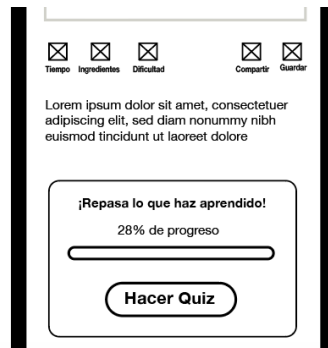 Tiempo Ingredientes Dificultad Compartir Guardar
Lorem ipsum dolor sit amet, consectetuer
adipiscing elit, sed diam nonummy nibh
euismod tincidunt ut laoreet dolore
¡Repasa lo que haz aprendido!
28% de progreso
Hacer Quiz